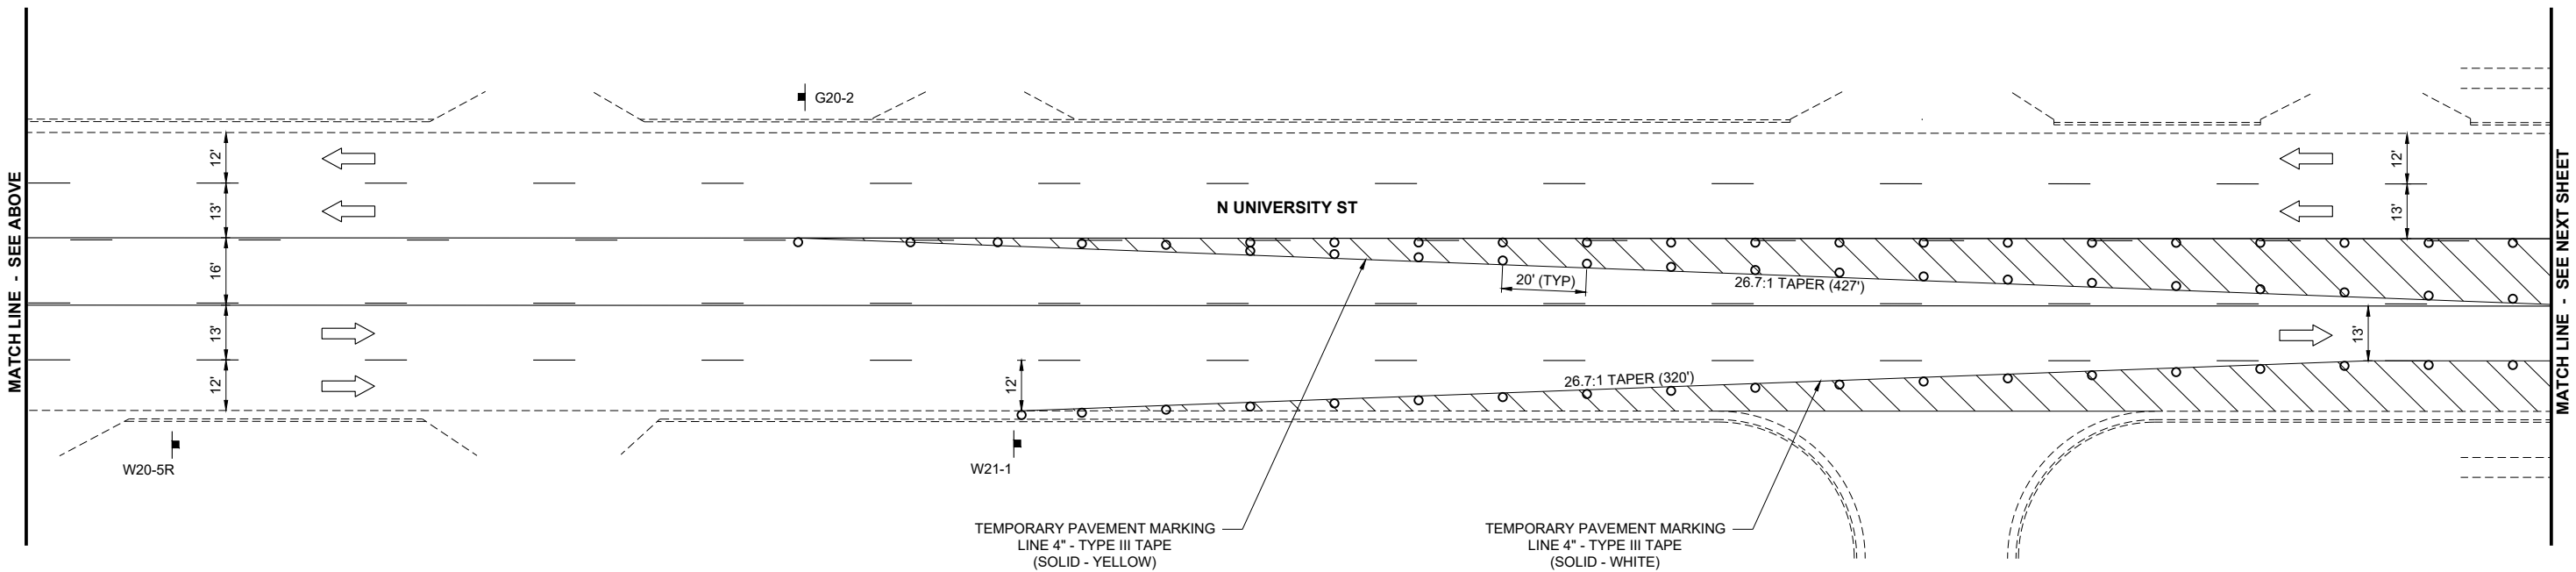 MATCH LINE - SEE ABOVE
G20-2
12'
13'
16'
13'
12'
N UNIVERSITY ST
12'
13'
20' (TYP)
26.7:1 TAPER (427')
13'
12'
26.7:1 TAPER (320')
W20-5R
W21-1
TEMPORARY PAVEMENT MARKING
LINE 4" - TYPE III TAPE
(SOLID - YELLOW)
TEMPORARY PAVEMENT MARKING
LINE 4" - TYPE III TAPE
(SOLID - WHITE)
MATCH LINE - SEE NEXT SHEET